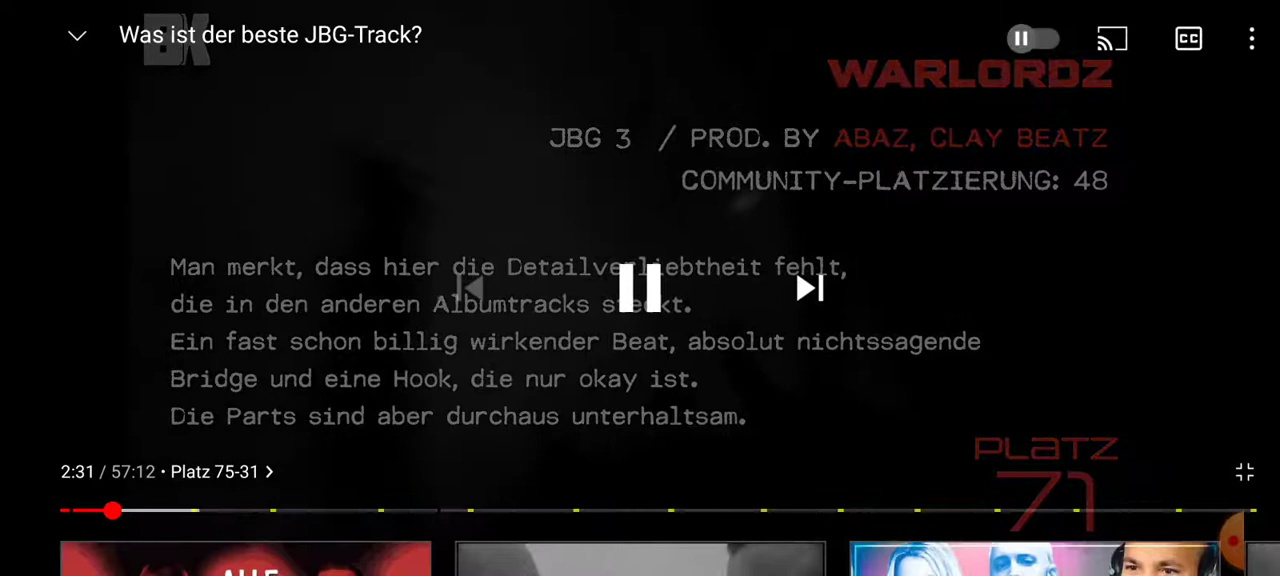 Was ist der beste JBG-Track?
BK
CC
WARLORDZ
JBG 3 / PROD. BY ABAZ, CLAY BEATZ
COMMUNITY-PLATZIERUNG: 48
Man merkt, dass hier die Detailverliebtheit fehlt,
die in den anderen Albumtracks steckt.
Ein fast schon billig wirkender Beat, absolut nichtssagende
Bridge und eine Hook, die nur okay ist.
Die Parts sind aber durchaus unterhaltsam.
PLATZ
71
2:31 / 57:12 • Platz 75-31
ALLE